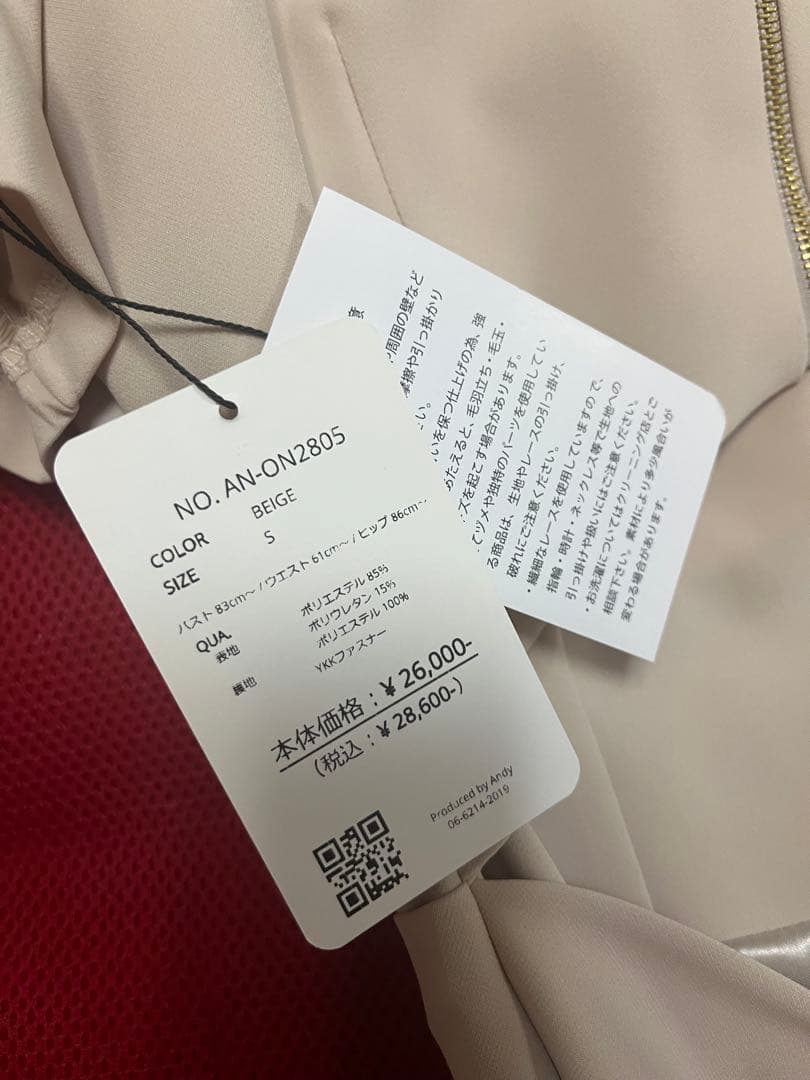 NO. AN-ON2805
COLOR BEIGE
SIZE S
バスト 83cm〜 / ウエスト 61cm〜 / ヒップ 86cm〜
QUA.
表地 ポリエステル 85%
ポリウレタン 15%
裏地 ポリエステル 100%
YKKファスナー
本体価格：¥ 26,000-
(税込：¥ 28,600-)
Produced by Andy
06-6214-2019
周囲の壁など
摩擦や引っ掛かり
い。
いを保つ仕上げの為、強
あたえると、毛羽立ち・毛玉・
スを起こす場合があります。
てツメや独特のパーツを使用してい
る商品は、生地やレースの引っ掛け、
破れにご注意ください。
・繊細なレースを使用していますので、
指輪・時計・ネックレス等で生地への
引っ掛けや扱いにはご注意ください。
・お洗濯についてはクリーニング店とご
相談下さい。素材により多少風合いが
変わる場合があります。